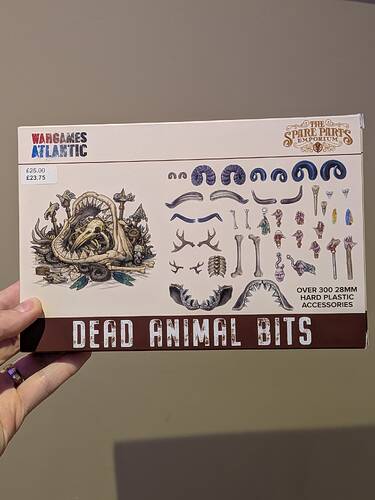 WARGAMES
ATLANTIC
THE
SPARE PARTS
EMPORIUM
£25.00
£23.75
OVER 300 28MM
HARD PLASTIC
ACCESSORIES
DEAD ANIMAL BITS